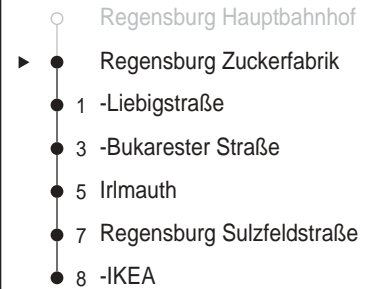 Regensburg Hauptbahnhof
Regensburg Zuckerfabrik
1 -Liebigstraße
3 -Bukarester Straße
5 Irlmauth
7 Regensburg Sulzfeldstraße
8 -IKEA